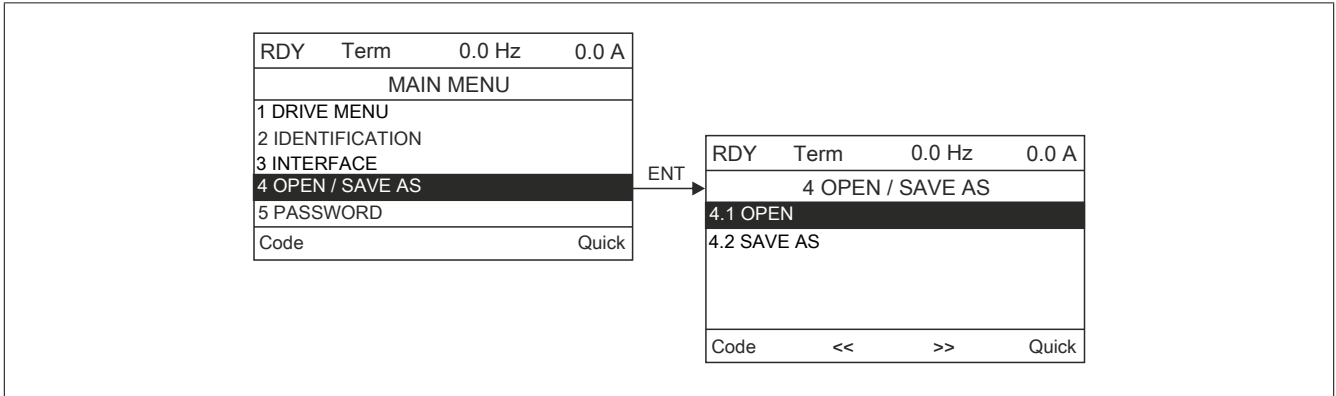 RDY Term 0.0 Hz 0.0 A
MAIN MENU
1 DRIVE MENU
2 IDENTIFICATION
3 INTERFACE
4 OPEN / SAVE AS
5 PASSWORD
Code Quick
ENT
RDY Term 0.0 Hz 0.0 A
4 OPEN / SAVE AS
4.1 OPEN
4.2 SAVE AS
Code << >> Quick